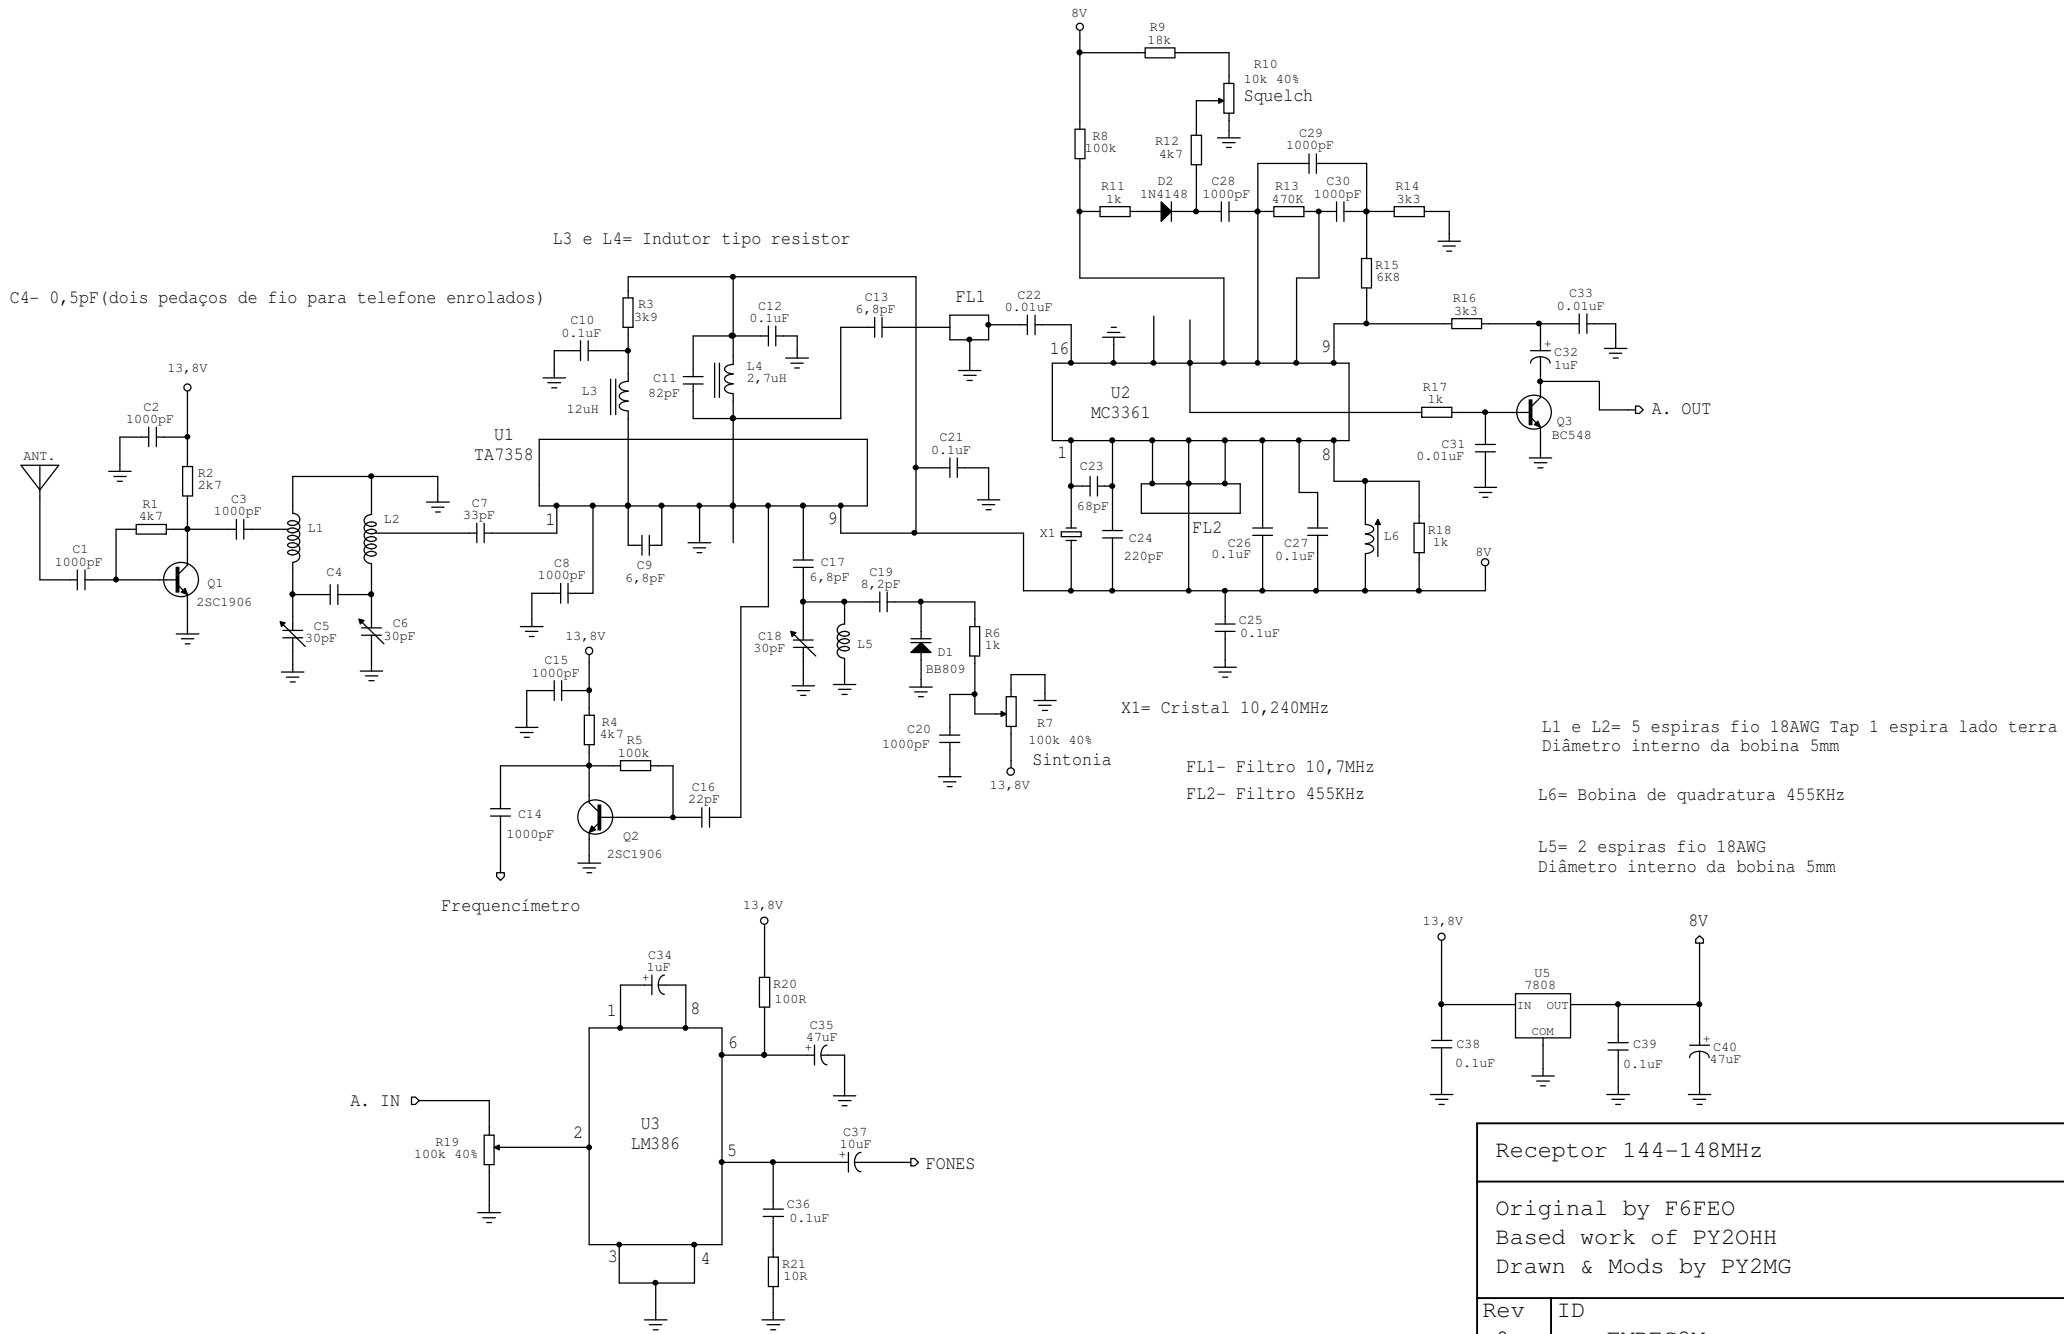 8V
R9
18k
R10
10k 40%
Squelch
R8
100k
R12
4k7
C29
1000pF
R11
1k
D2
1N4148
C28
1000pF
R13
470K
C30
1000pF
R14
3k3
R15
6K8
L3 e L4= Indutor tipo resistor
C4- 0,5pF(dois pedaços de fio para telefone enrolados)
R3
3k9
C10
0.1uF
C12
0.1uF
C13
6,8pF
FL1
C22
0.01uF
R16
3k3
C33
0.01uF
C32
+
1uF
16
9
L3
12uH
C11
82pF
L4
2,7uH
U2
MC3361
R17
1k
A. OUT
Q3
BC548
C31
0.01uF
13,8V
C2
1000pF
ANT.
R2
2k7
R1
4k7
C3
1000pF
L1
L2
C7
33pF
U1
TA7358
1
9
C21
0.1uF
1
8
C23
68pF
X1
C24
220pF
FL2
C26
0.1uF
C27
0.1uF
L6
R18
1k
8V
C1
1000pF
Q1
2SC1906
C4
C5
30pF
C6
30pF
C8
1000pF
C9
6,8pF
C17
6,8pF
C19
8,2pF
C18
30pF
L5
D1
BB809
R6
1k
C25
0.1uF
13,8V
C15
1000pF
R4
4k7
R5
100k
C16
22pF
C14
1000pF
Q2
2SC1906
Frequencímetro
C20
1000pF
R7
100k 40%
Sintonia
13,8V
X1= Cristal 10,240MHz
FL1- Filtro 10,7MHz
FL2- Filtro 455KHz
L1 e L2= 5 espiras fio 18AWG Tap 1 espira lado terra
Diâmetro interno da bobina 5mm
L6= Bobina de quadratura 455KHz
L5= 2 espiras fio 18AWG
Diâmetro interno da bobina 5mm
13,8V
C34
1uF
+
1
8
R20
100R
C35
47uF
+
6
A. IN
R19
100k 40%
2
U3
LM386
5
C37
10uF
+
FONES
C36
0.1uF
R21
10R
3
4
13,8V
8V
U5
7808
IN OUT
COM
C38
0.1uF
C39
0.1uF
+
C40
47uF
Receptor 144-148MHz
Original by F6FEO
Based work of PY2OHH
Drawn & Mods by PY2MG
Rev
ID